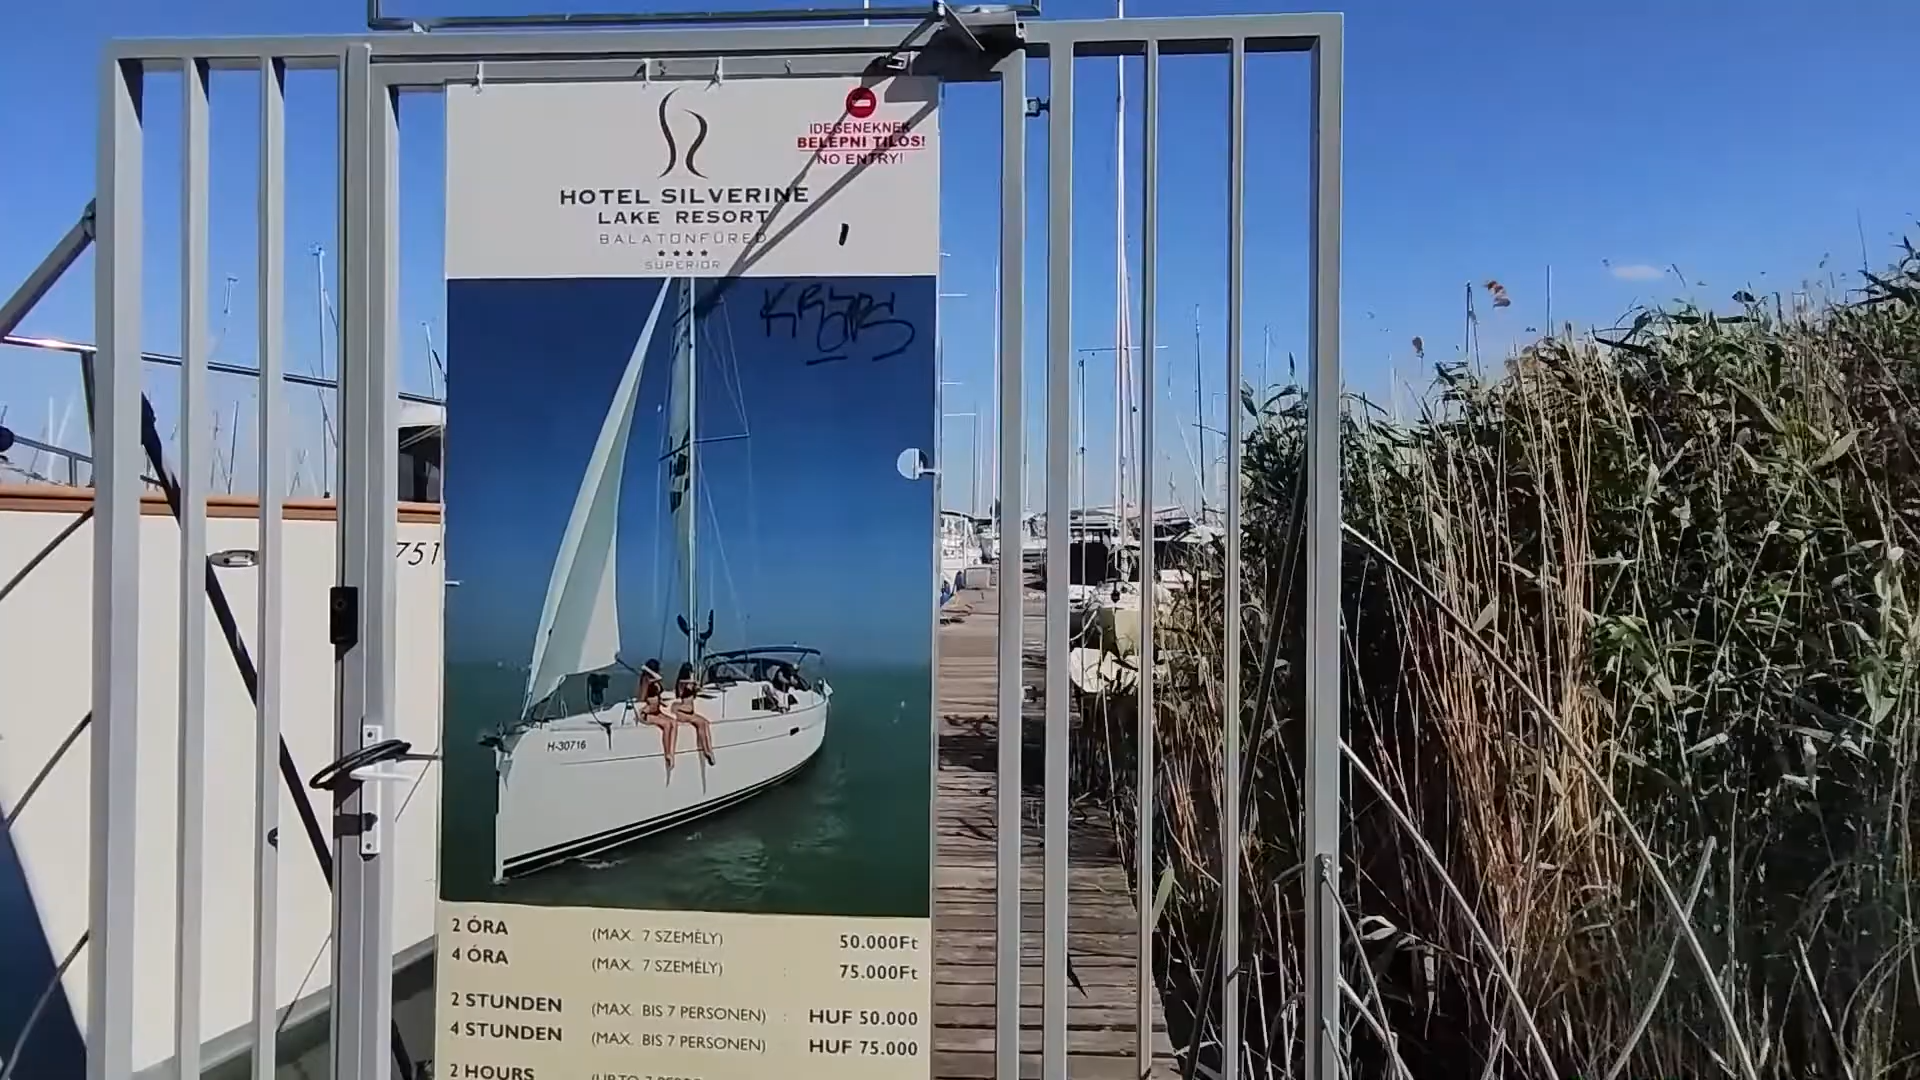 IDEGENEKNEK
BELÉPNI TILOS!
NO ENTRY!
HOTEL SILVERINE
LAKE RESORT
BALATONFÜRED
SUPERIOR
751
H-30716
2 ÓRA (MAX. 7 SZEMÉLY) 50.000Ft
4 ÓRA (MAX. 7 SZEMÉLY) : 75.000Ft
2 STUNDEN (MAX. BIS 7 PERSONEN) : HUF 50.000
4 STUNDEN (MAX. BIS 7 PERSONEN) : HUF 75.000
2 HOURS